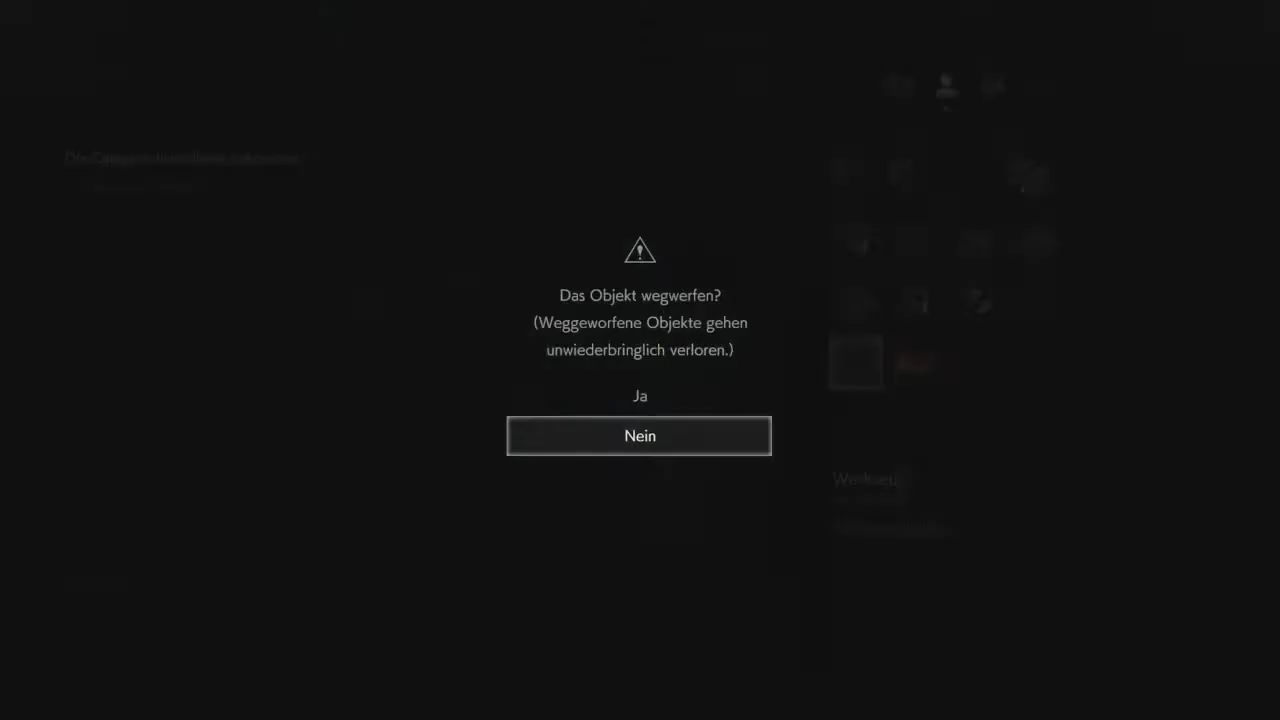 Das Objekt wegwerfen?
(Weggeworfene Objekte gehen
unwiederbringlich verloren.)
Ja
Nein